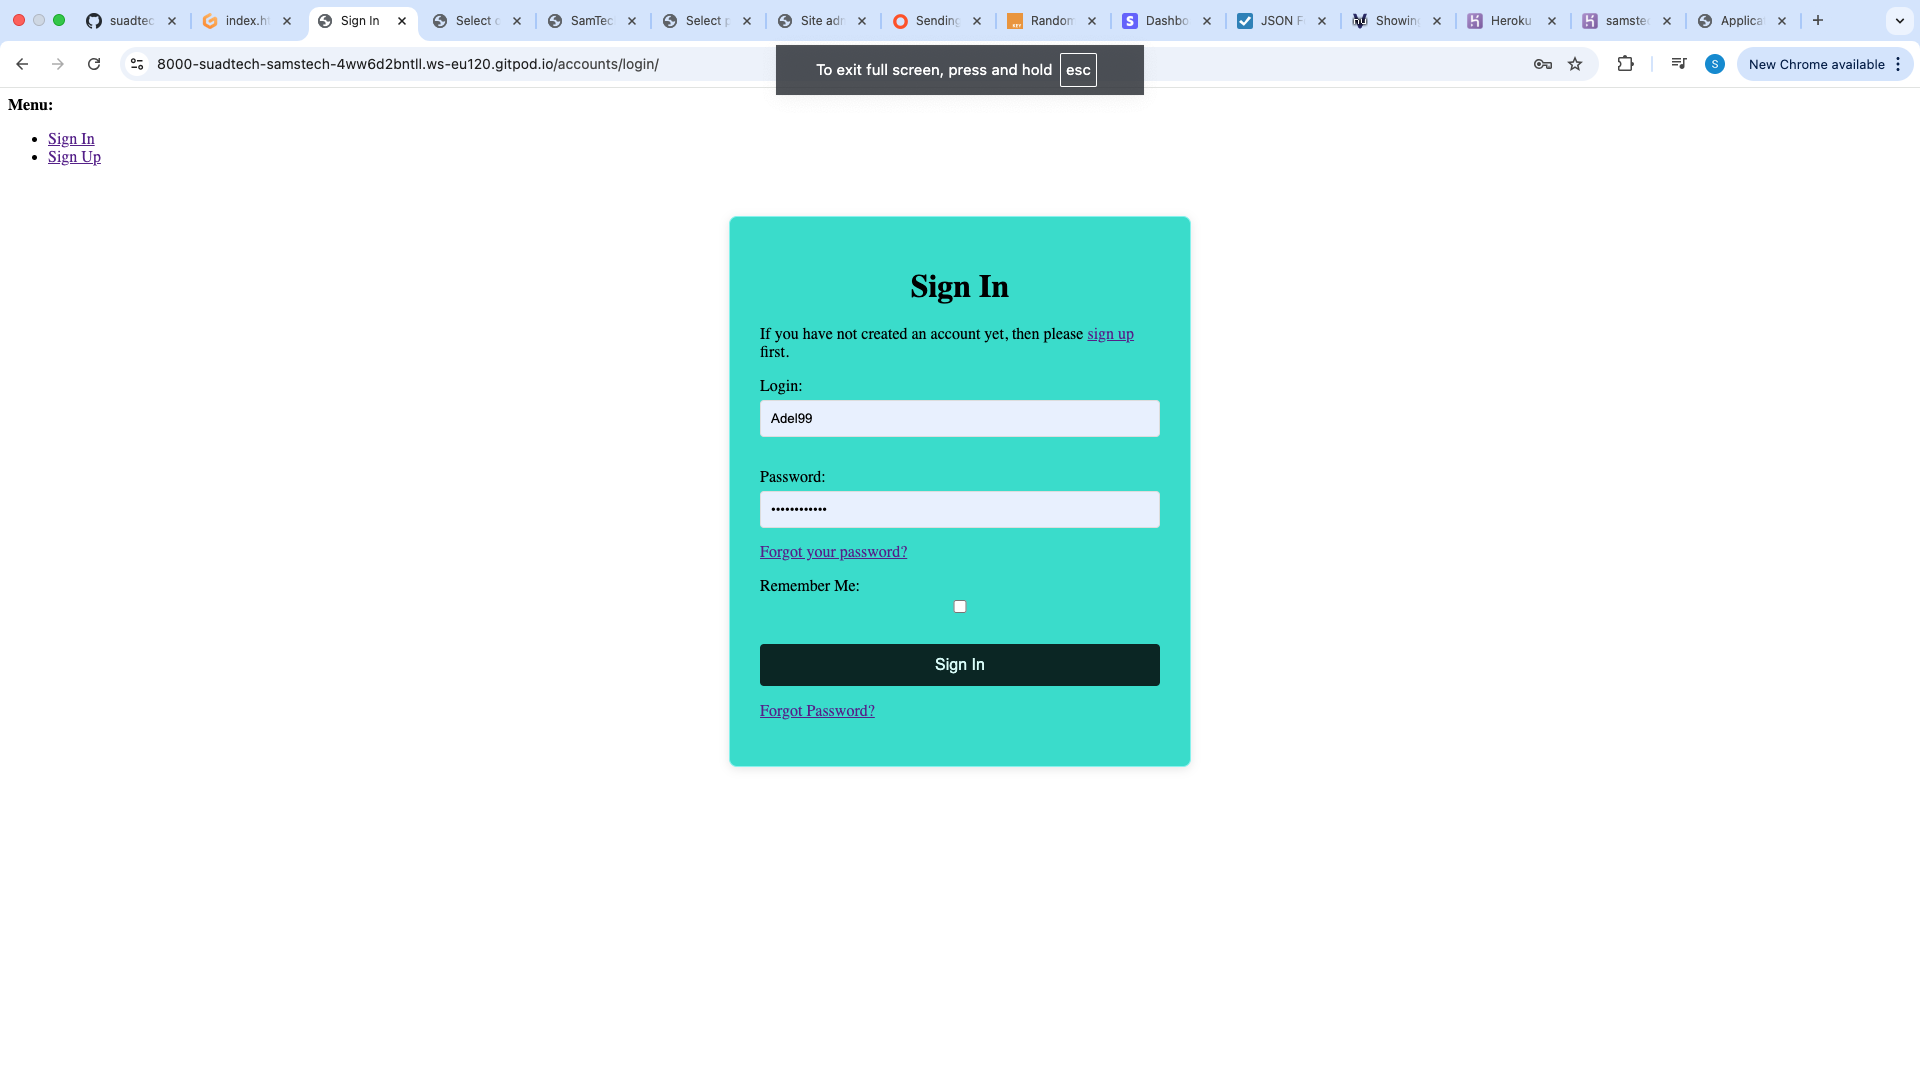 suadtec
index.ht
Sign In
Select c
SamTec
Select p
Site adr
Sending
Random
Dashbo
JSON F
Showin
Heroku
samste
Applica
8000-suadtech-samstech-4ww6d2bntll.ws-eu120.gitpod.io/accounts/login/
To exit full screen, press and hold esc
S
New Chrome available
Menu:
Sign In
Sign Up
Sign In
If you have not created an account yet, then please sign up
first.
Login:
Adel99
Password:
••••••••••••
Forgot your password?
Remember Me:
Sign In
Forgot Password?